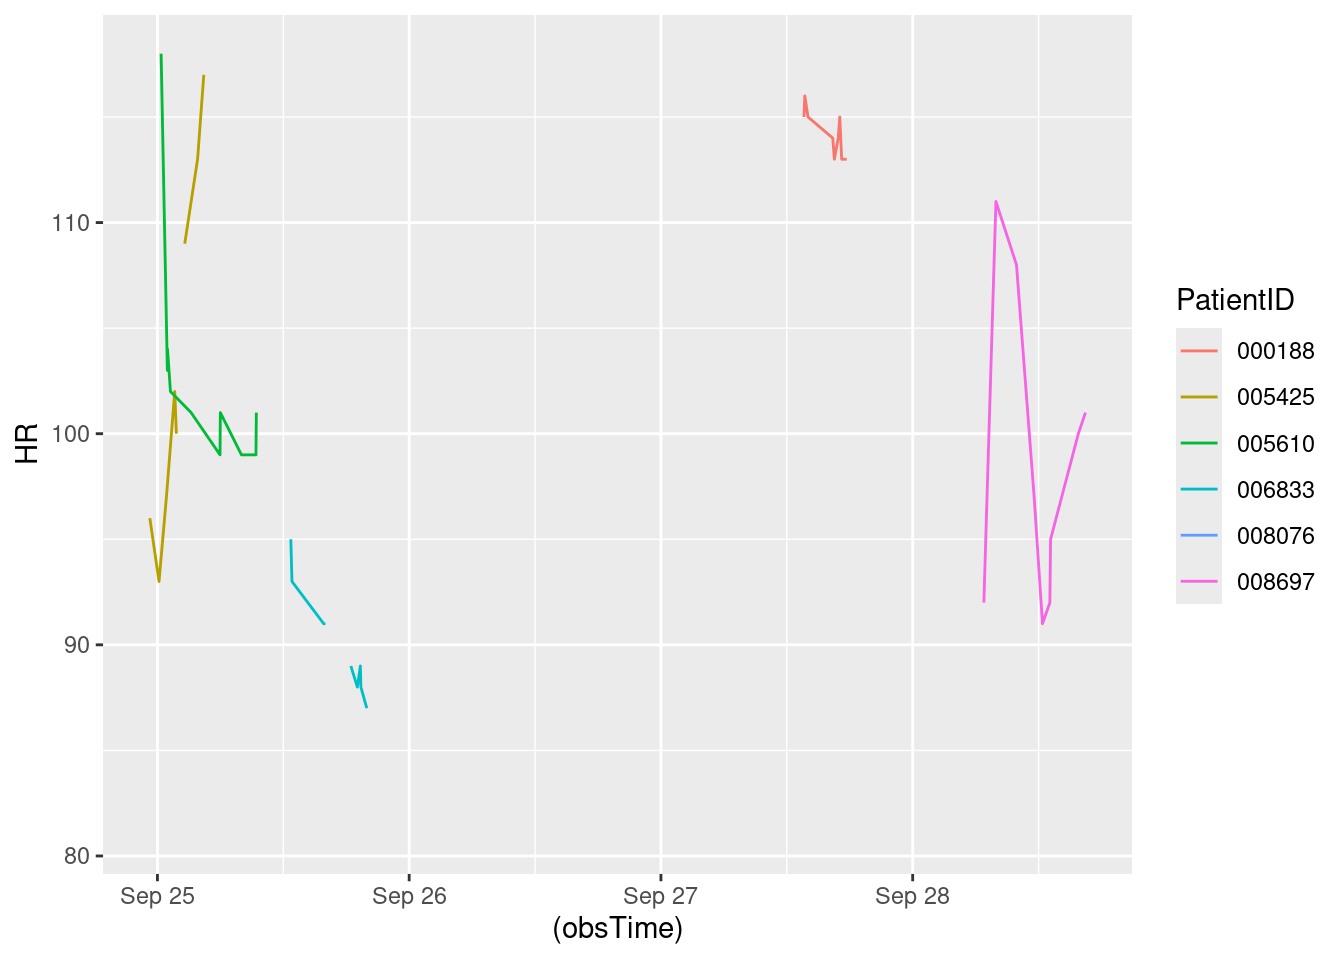 HR
110
100
90
80
Sep 25
Sep 26
Sep 27
Sep 28
(obsTime)
PatientID
000188
005425
005610
006833
008076
008697